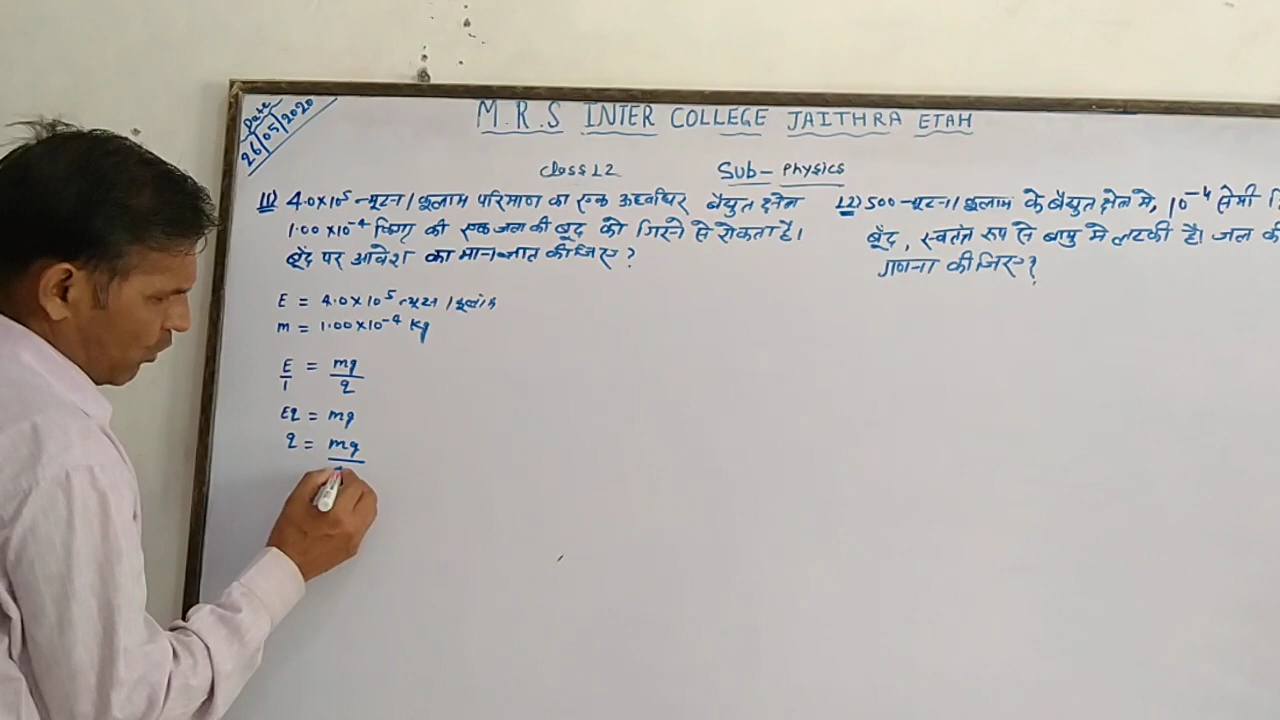 Date
26/05/2020
M.R.S INTER COLLEGE JAITHRA ETAH
Class 12 Sub- Physics
11) 4.0×10⁵ न्यूटन/कूलाम परिमाण का एक उर्ध्वाधर वैद्युत क्षेत्र
1.00×10⁻⁴ किग्रा की एक जल की बूंद को गिरने से रोकता है।
बूंद पर आवेश का मान ज्ञात कीजिए?
12) 500 न्यूटन/कूलाम के वैद्युत क्षेत्र में, 10⁻⁴ सेमी
बूंद, स्वतंत्र रूप से वायु में लटकी है। जल की
गणना कीजिए?
E = 4.0×10⁵ न्यूटन/कूलाम
m = 1.00×10⁻⁴ kg
E/1 = mg/q
Eq = mg
q = mg